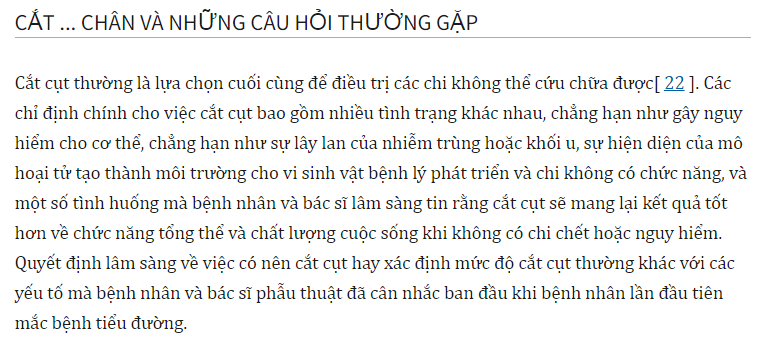 CẮT ... CHÂN VÀ NHỮNG CÂU HỎI THƯỜNG GẶP
Cắt cụt thường là lựa chọn cuối cùng để điều trị các chi không thể cứu chữa được[ 22 ]. Các
chỉ định chính cho việc cắt cụt bao gồm nhiều tình trạng khác nhau, chẳng hạn như gây nguy
hiểm cho cơ thể, chẳng hạn như sự lây lan của nhiễm trùng hoặc khối u, sự hiện diện của mô
hoại tử tạo thành môi trường cho vi sinh vật bệnh lý phát triển và chi không có chức năng, và
một số tình huống mà bệnh nhân và bác sĩ lâm sàng tin rằng cắt cụt sẽ mang lại kết quả tốt
hơn về chức năng tổng thể và chất lượng cuộc sống khi không có chi chết hoặc nguy hiểm.
Quyết định lâm sàng về việc có nên cắt cụt hay xác định mức độ cắt cụt thường khác với các
yếu tố mà bệnh nhân và bác sĩ phẫu thuật đã cân nhắc ban đầu khi bệnh nhân lần đầu tiên
mắc bệnh tiểu đường.